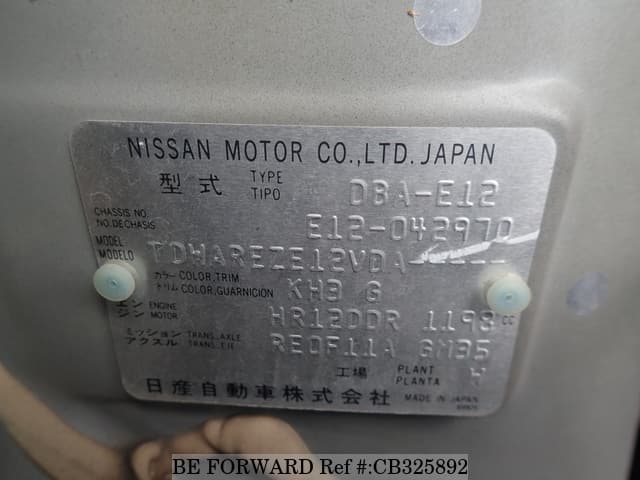 NISSAN MOTOR CO.,LTD. JAPAN
型式 TYPE TIPO DBA-E12
CHASSIS NO. NO.DECHASIS E12-042970
MODEL MODELO TDWAREZE12VDA-----
カラー COLOR,TRIM
トリム COLOR,GUARNICION KH3 G
エンジン ENGINE MOTOR HR12DDR 1198 CC
ミッション TRANS. AXLE
アクスル TRANS. EJE RE0F11A GM35
工場 PLANT PLANTA
日産自動車株式会社 MADE IN JAPAN
BE FORWARD Ref #:CB325892